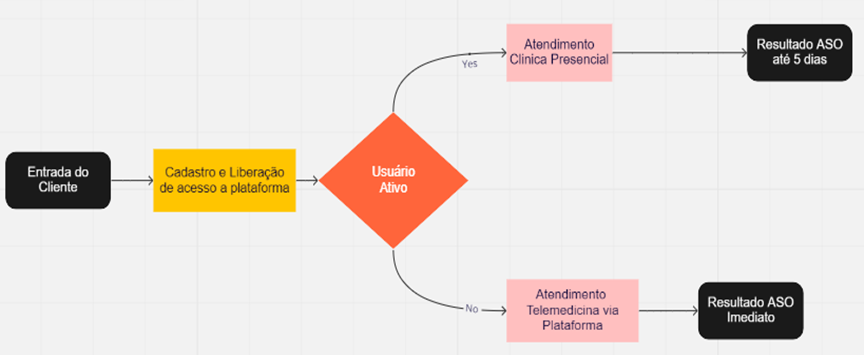 Entrada do
Cliente
Cadastro e Liberação
de acesso a plataforma
Usuário
Ativo
Yes
Atendimento
Clinica Presencial
Resultado ASO
até 5 dias
No
Atendimento
Telemedicina via
Plataforma
Resultado ASO
Imediato